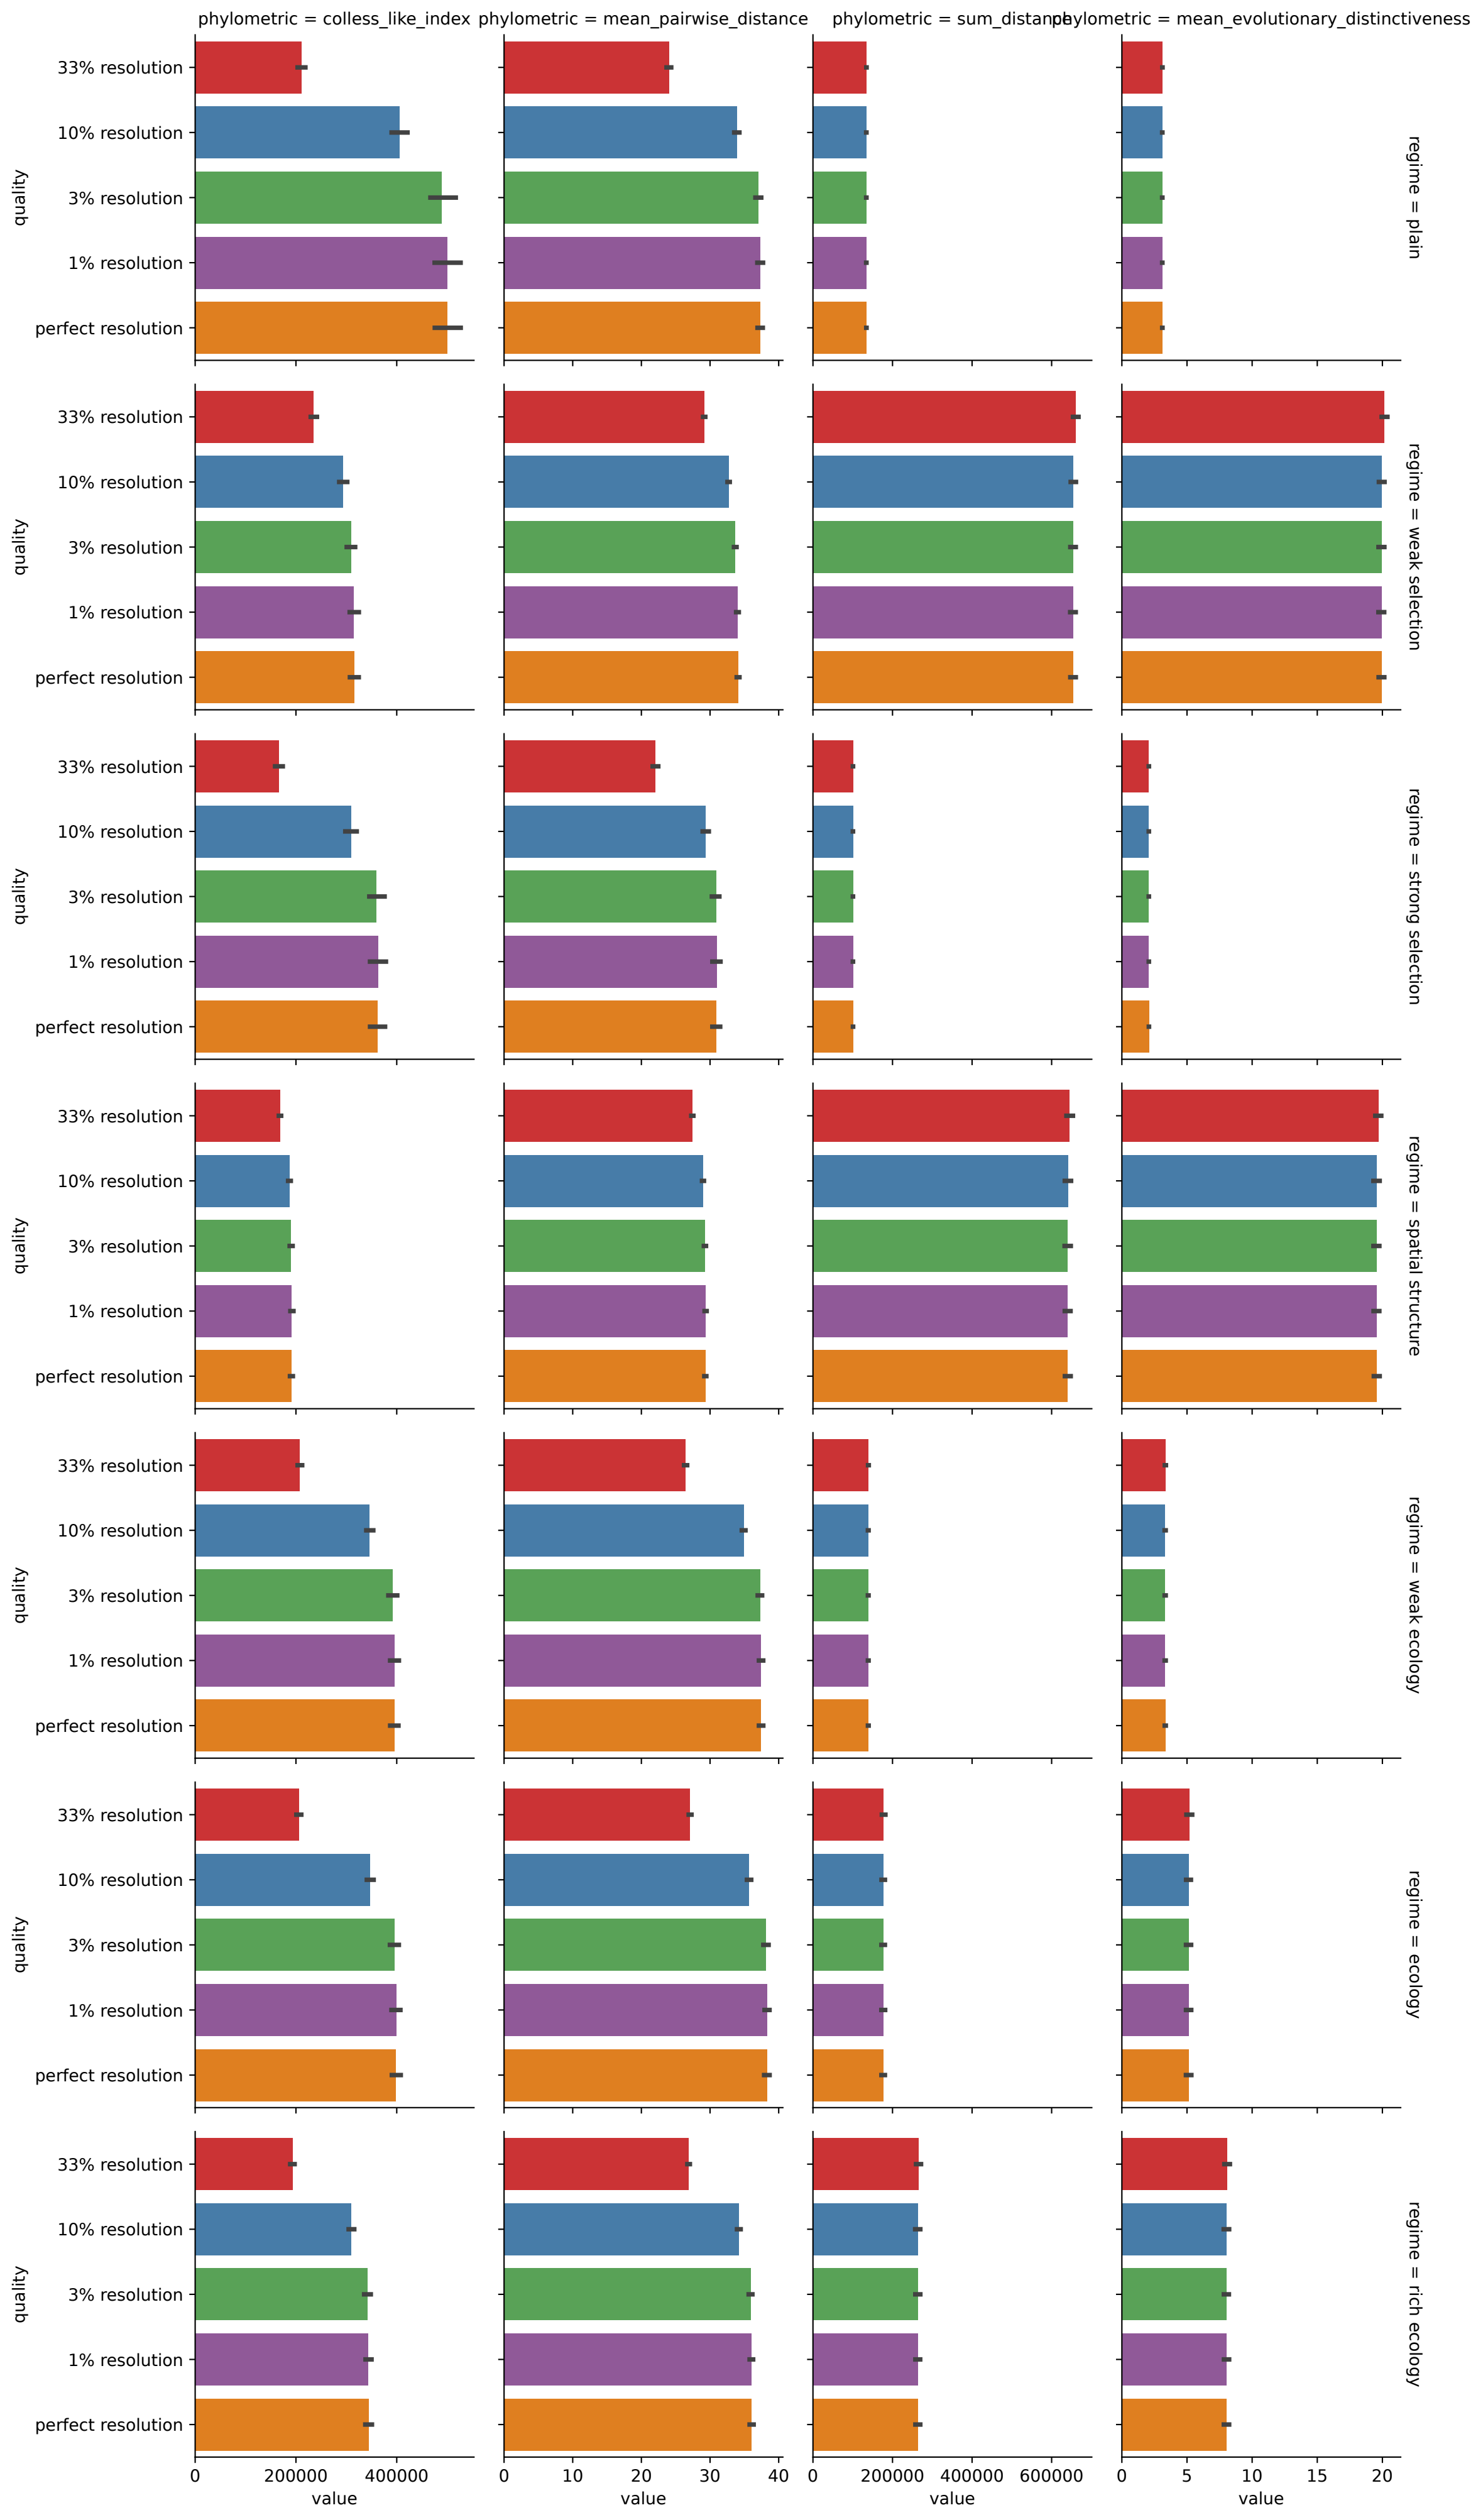 phylometric = colless_like_index
phylometric = mean_pairwise_distance
phylometric = sum_distance
phylometric = mean_evolutionary_distinctiveness
quality
33% resolution
10% resolution
3% resolution
1% resolution
perfect resolution
regime = plain
quality
33% resolution
10% resolution
3% resolution
1% resolution
perfect resolution
regime = weak selection
quality
33% resolution
10% resolution
3% resolution
1% resolution
perfect resolution
regime = strong selection
quality
33% resolution
10% resolution
3% resolution
1% resolution
perfect resolution
regime = spatial structure
quality
33% resolution
10% resolution
3% resolution
1% resolution
perfect resolution
regime = weak ecology
quality
33% resolution
10% resolution
3% resolution
1% resolution
perfect resolution
regime = ecology
quality
33% resolution
10% resolution
3% resolution
1% resolution
perfect resolution
regime = rich ecology
0 200000 400000
0 10 20 30 40
0 200000 400000 600000
0 5 10 15 20
value
value
value
value